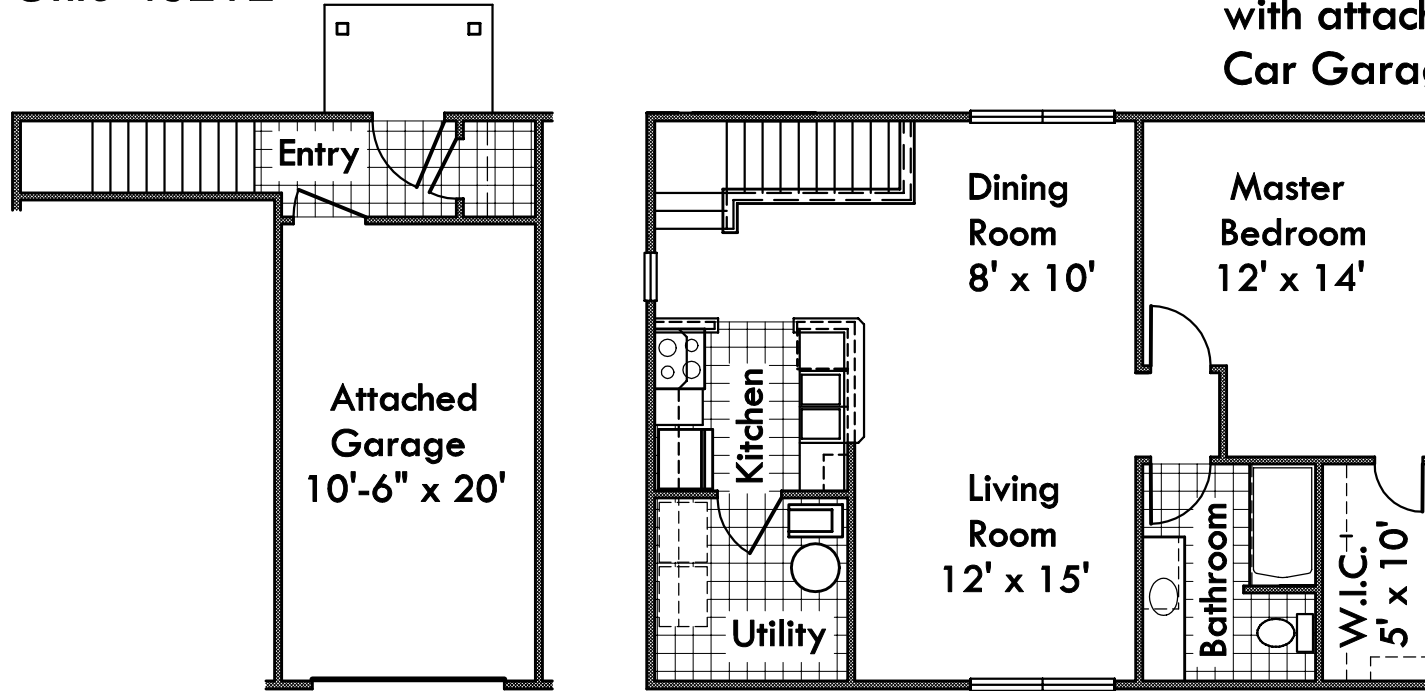 with attach
Car Garag
Entry
Dining
Room
8' x 10'
Master
Bedroom
12' x 14'
Attached
Garage
10'-6" x 20'
Kitchen
Living
Room
12' x 15'
Utility
Bathroom
W.I.C.
5' x 10'